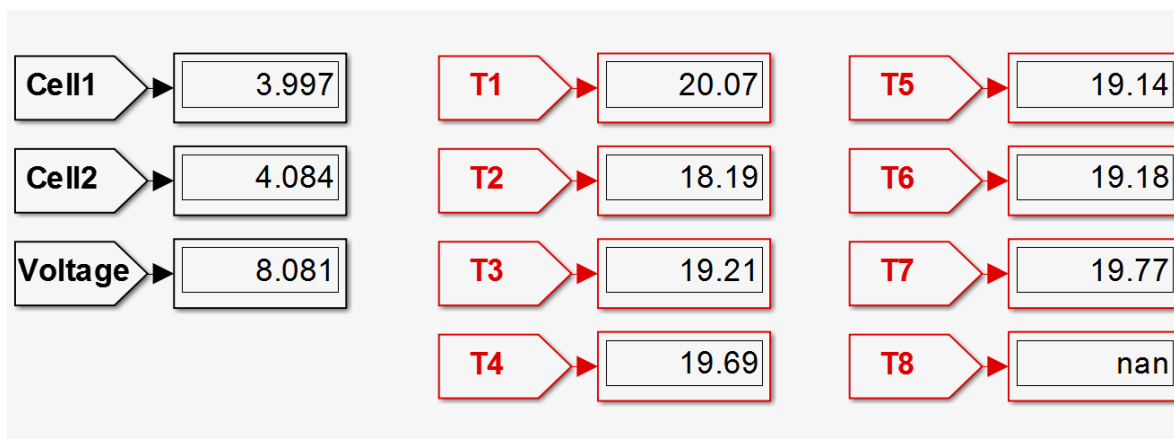 Cell1 3.997 T1 20.07 T5 19.14
Cell2 4.084 T2 18.19 T6 19.18
Voltage 8.081 T3 19.21 T7 19.77
T4 19.69 T8 nan